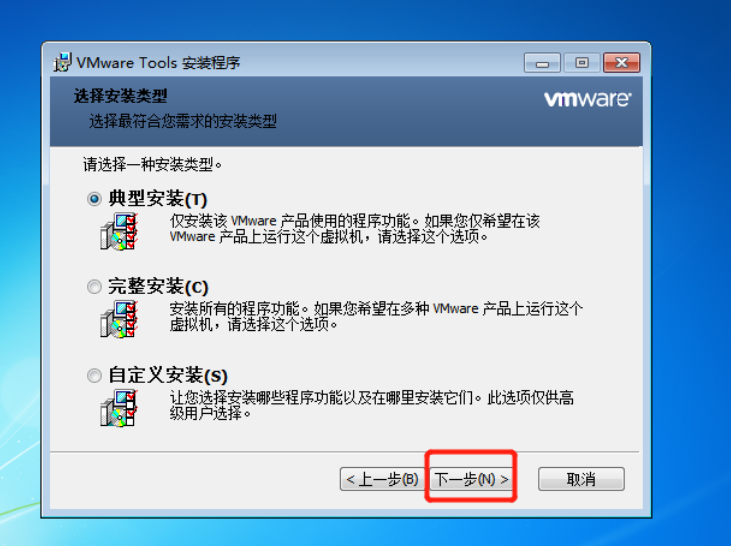 VMware Tools 安装程序
选择安装类型
vmware
选择最符合您需求的安装类型
请选择一种安装类型。
典型安装(T)
仅安装该 VMware 产品使用的程序功能。如果您仅希望在该
VMware 产品上运行这个虚拟机，请选择这个选项。
完整安装(C)
安装所有的程序功能。如果您希望在多种 VMware 产品上运行这个
虚拟机，请选择这个选项。
自定义安装(S)
让您选择安装哪些程序功能以及在哪里安装它们。此选项仅供高
级用户选择。
< 上一步(B) 下一步(N) > 取消